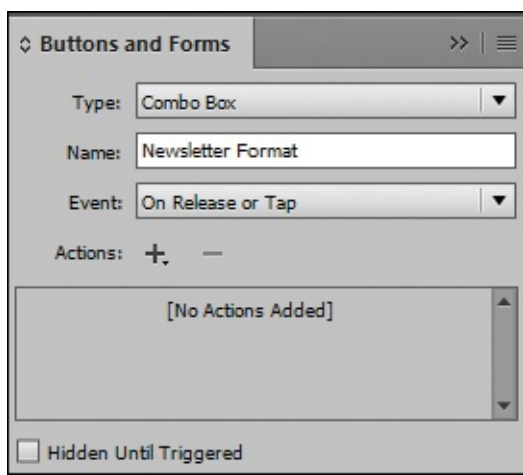 Buttons and Forms
Type: Combo Box
Name: Newsletter Format
Event: On Release or Tap
Actions:
[No Actions Added]
Hidden Until Triggered